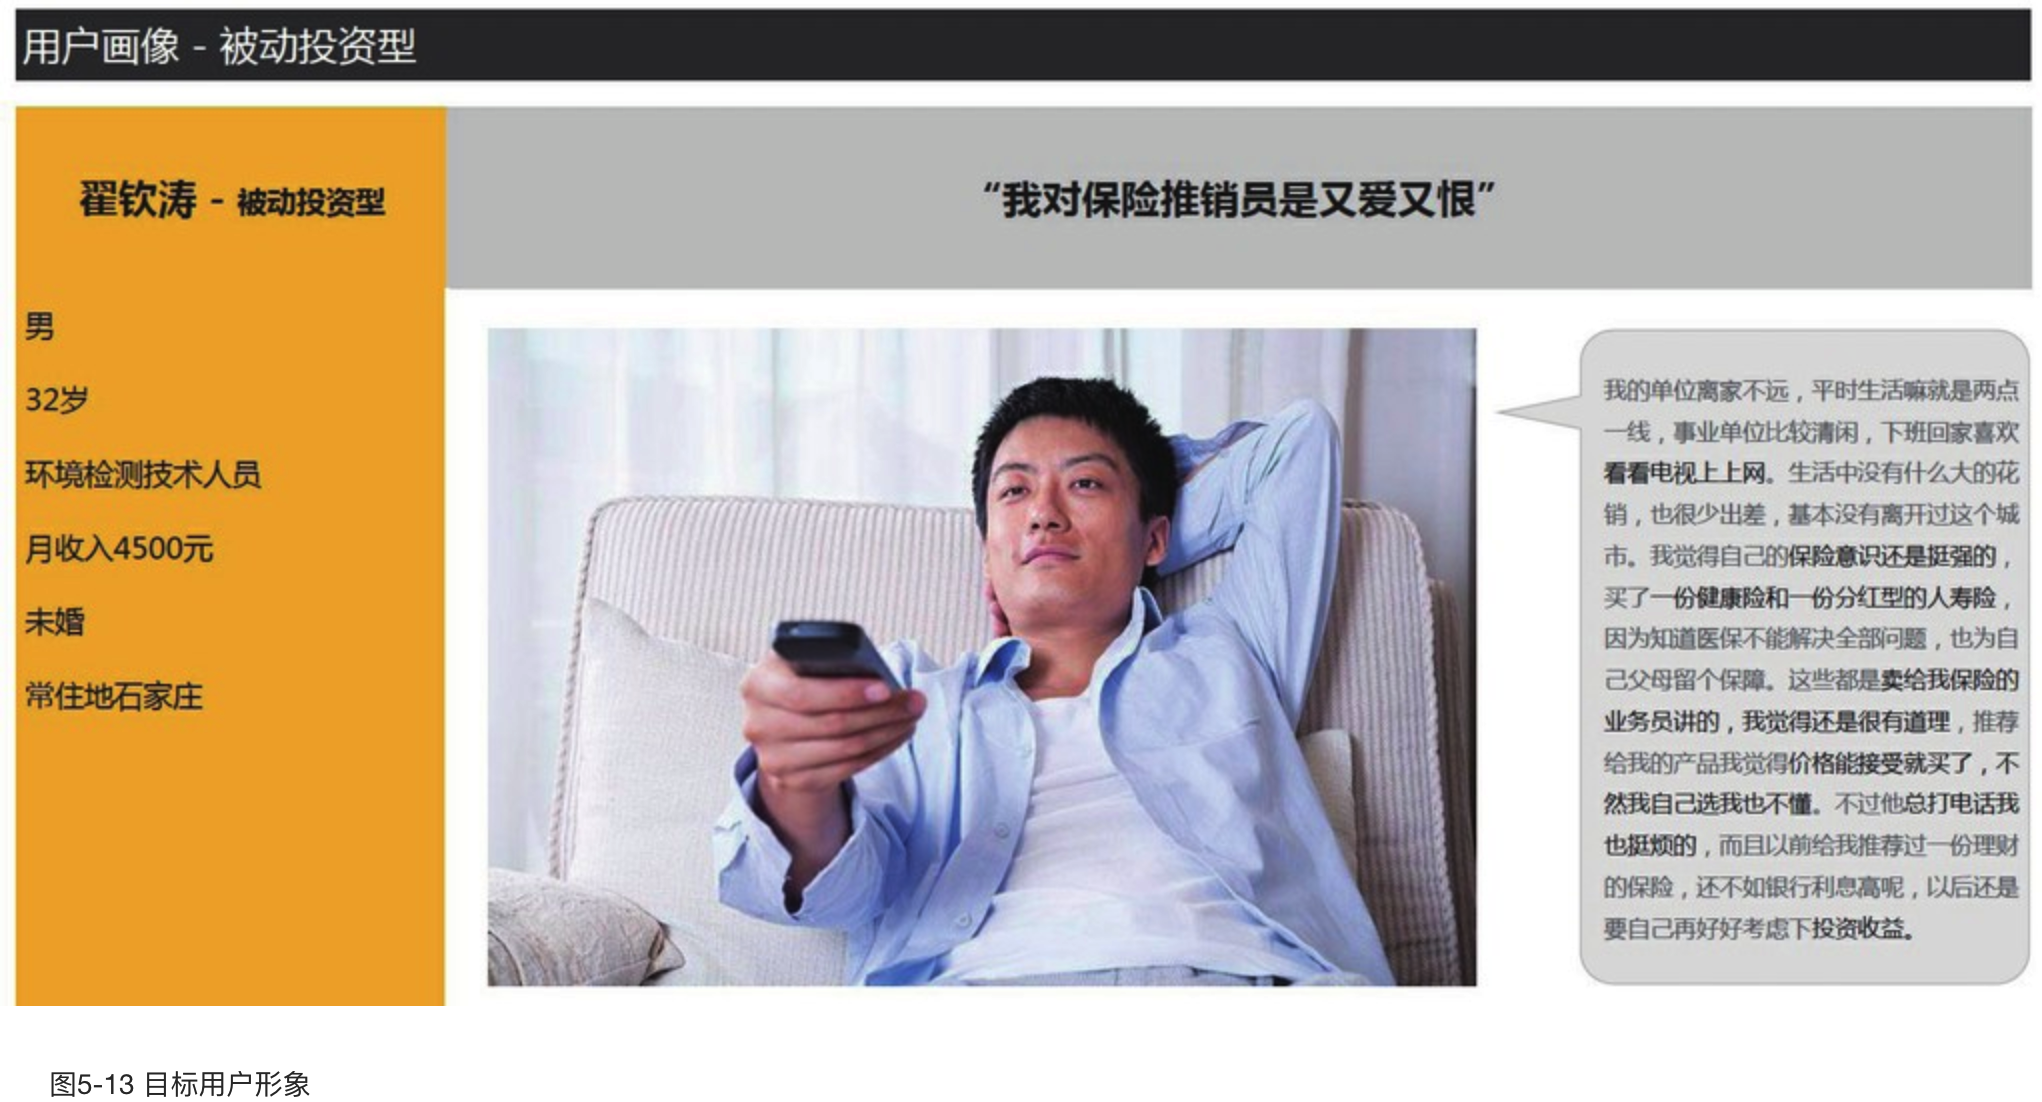 用户画像 - 被动投资型
翟钦涛 - 被动投资型
“我对保险推销员是又爱又恨”
男
32岁
环境检测技术人员
月收入4500元
未婚
常住地石家庄
我的单位离家不远，平时生活嘛就是两点
一线，事业单位比较清闲，下班回家喜欢
看看电视上上网。生活中没有什么大的花
销，也很少出差，基本没有离开过这个城
市。我觉得自己的保险意识还是挺强的，
买了一份健康险和一份分红型的人寿险，
因为知道医保不能解决全部问题，也为自
己父母留个保障。这些都是卖给我保险的
业务员讲的，我觉得还是很有道理，推荐
给我的产品我觉得价格能接受就买了，不
然我自己选我也不懂。不过他总打电话我
也挺烦的，而且以前给我推荐过一份理财
的保险，还不如银行利息高呢，以后还是
要自己再好好考虑下投资收益。
图5-13 目标用户形象